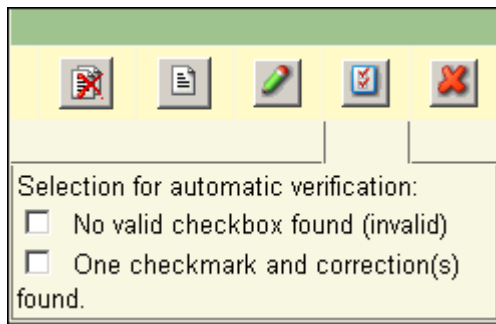 Selection for automatic verification:
No valid checkbox found (invalid)
One checkmark and correction(s)
found.